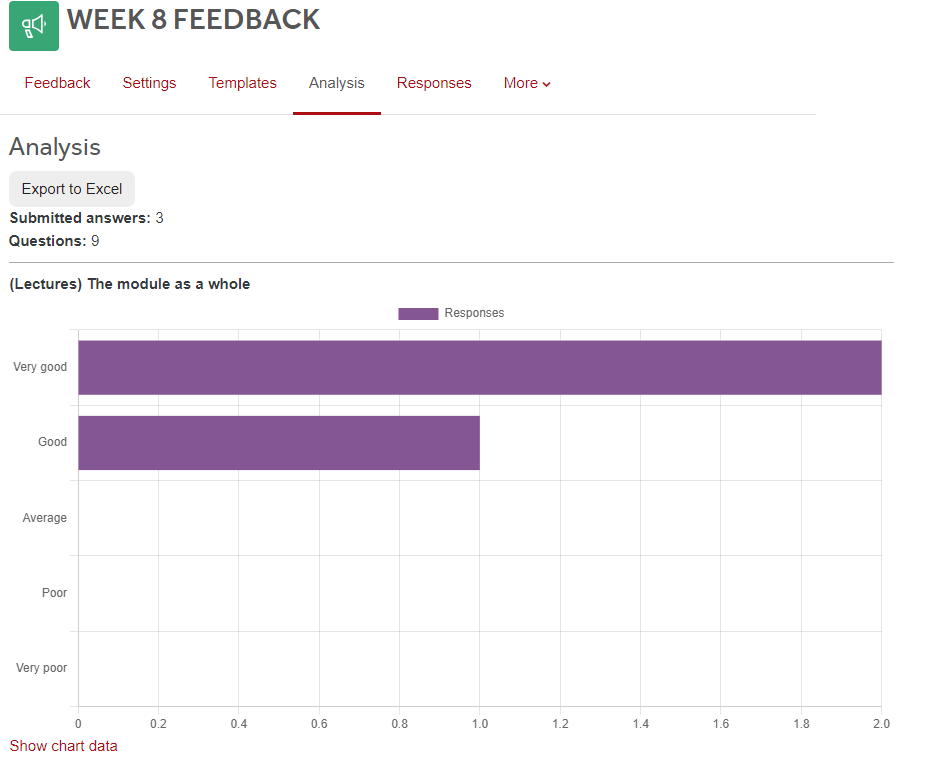 WEEK 8 FEEDBACK
Feedback Settings Templates Analysis Responses More
Analysis
Export to Excel
Submitted answers: 3
Questions: 9
(Lectures) The module as a whole
Responses
Very good
Good
Average
Poor
Very poor
0 0.2 0.4 0.6 0.8 1.0 1.2 1.4 1.6 1.8 2.0
Show chart data